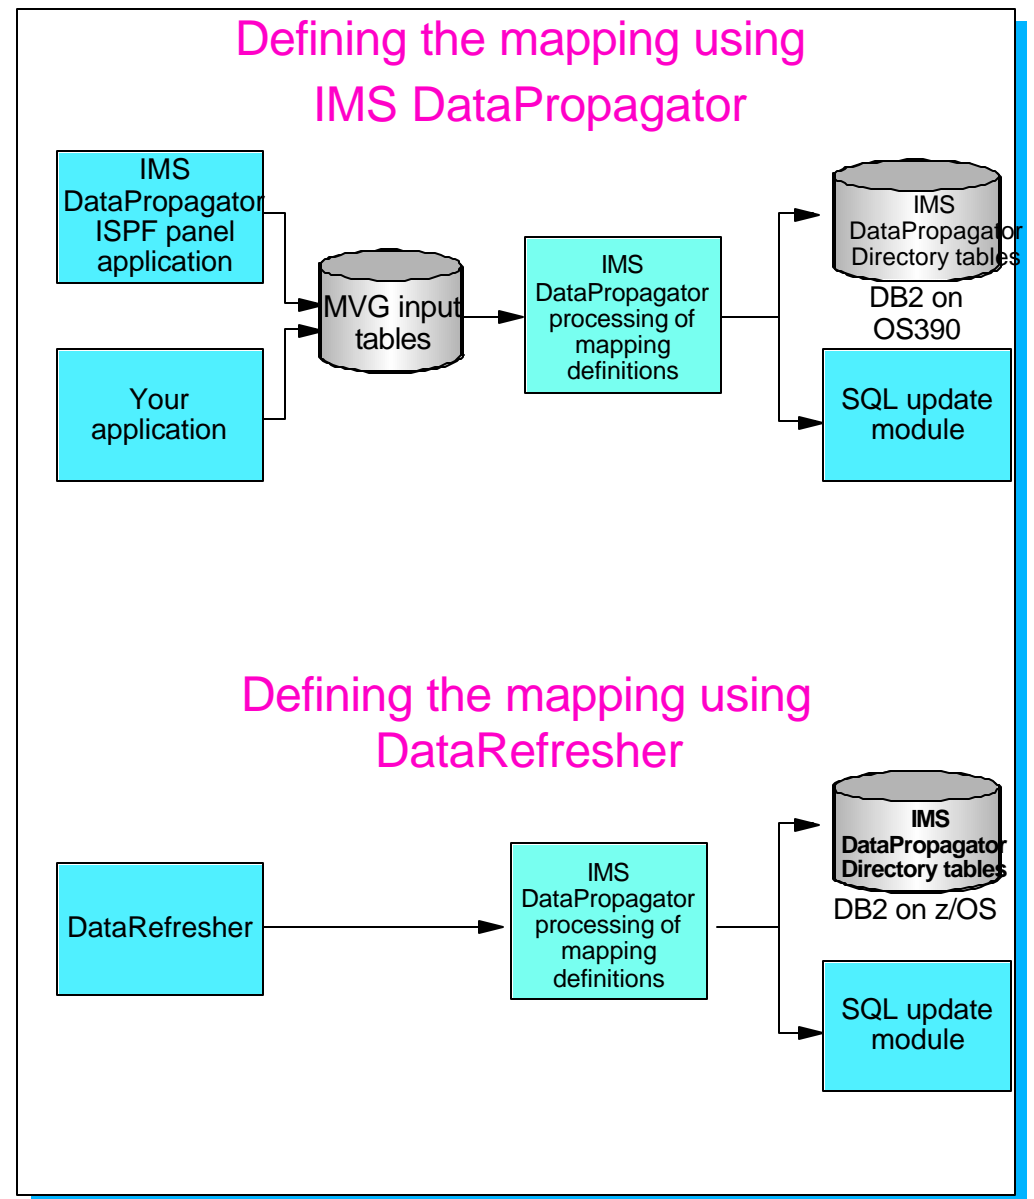 Defining the mapping using
IMS DataPropagator
IMS
DataPropagator
ISPF panel
application
Your
application
MVG input
tables
IMS
DataPropagator
processing of
mapping
definitions
IMS
DataPropagator
Directory tables
DB2 on
OS390
SQL update
module
Defining the mapping using
DataRefresher
DataRefresher
IMS
DataPropagator
processing of
mapping
definitions
IMS
DataPropagator
Directory tables
DB2 on z/OS
SQL update
module